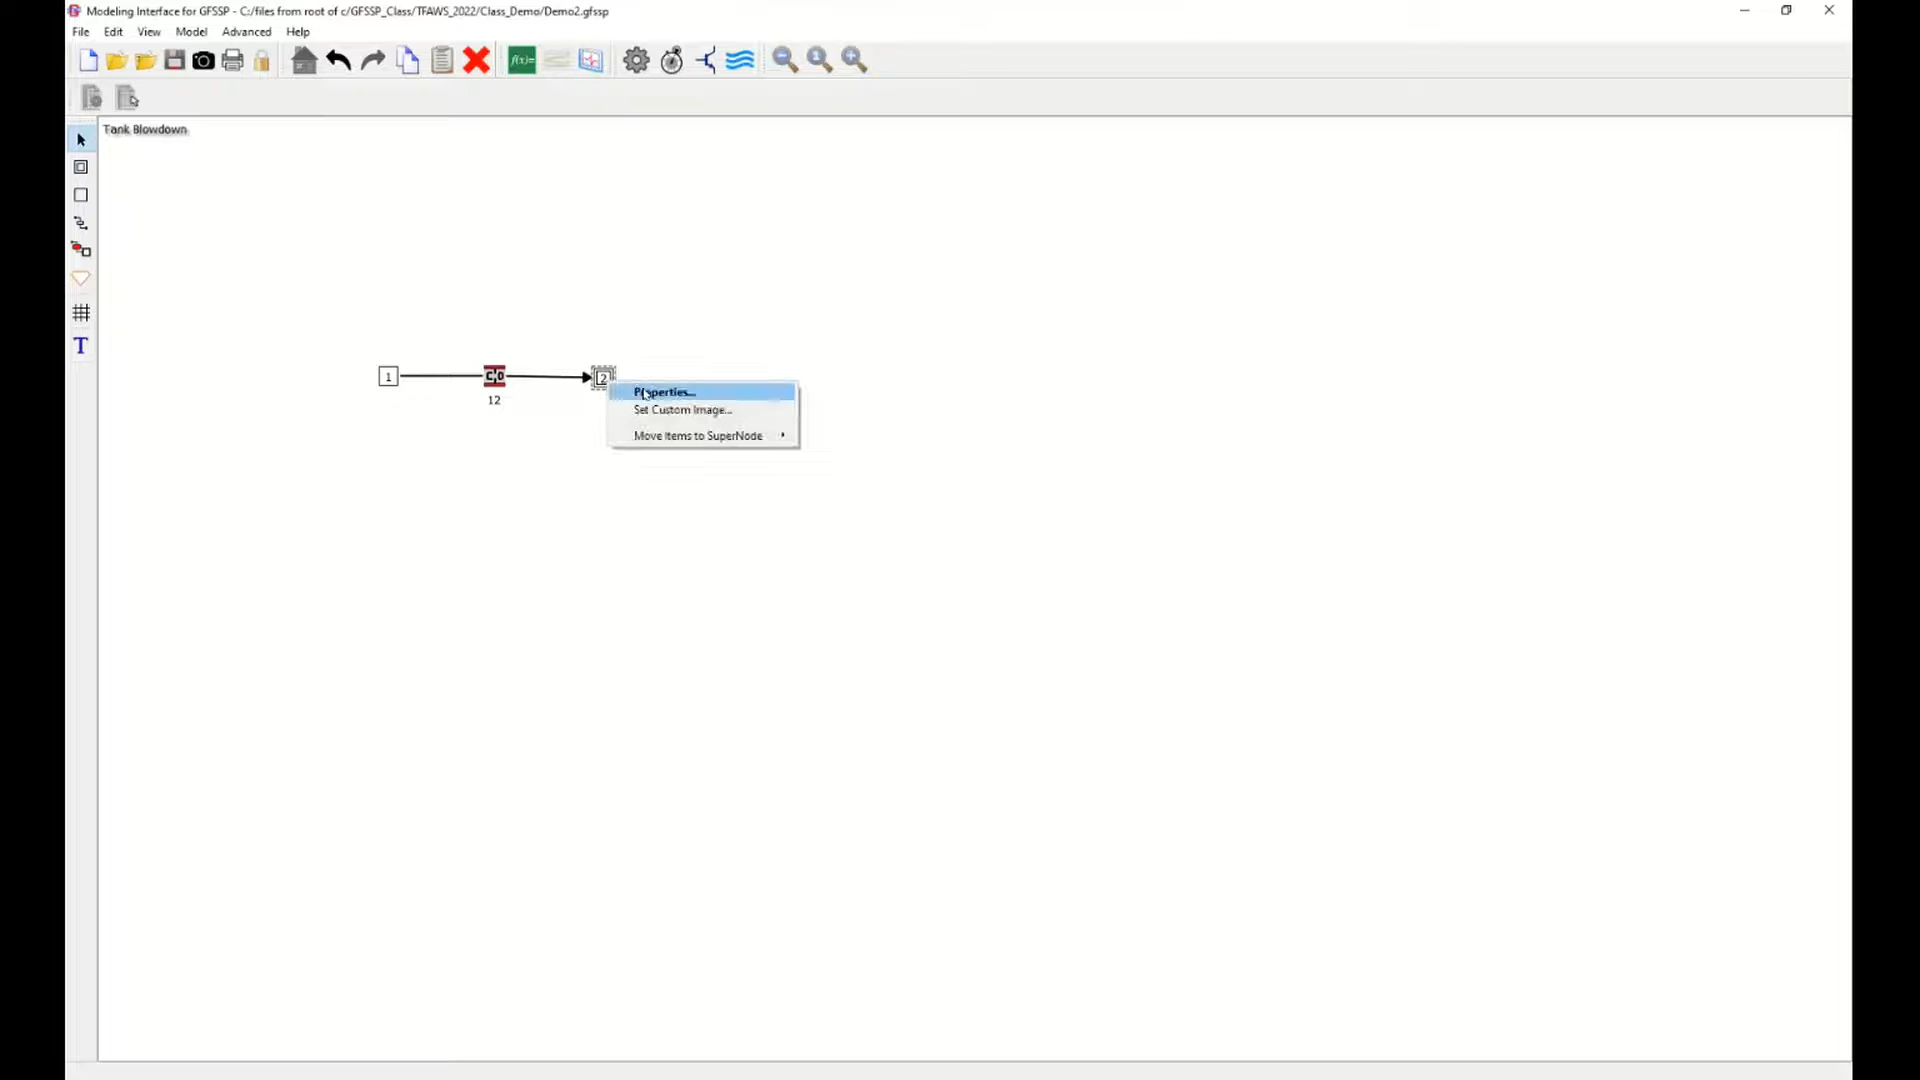 Modeling Interface for GFSSP - C:/files from root of c/GFSSP_Class/TFAWS_2022/Class_Demo/Demo2.gfssp
File Edit View Model Advanced Help
f(x)= 1
Tank Blowdown
T
1 C|D 2
12
Properties...
Set Custom Image...
Move Items to SuperNode